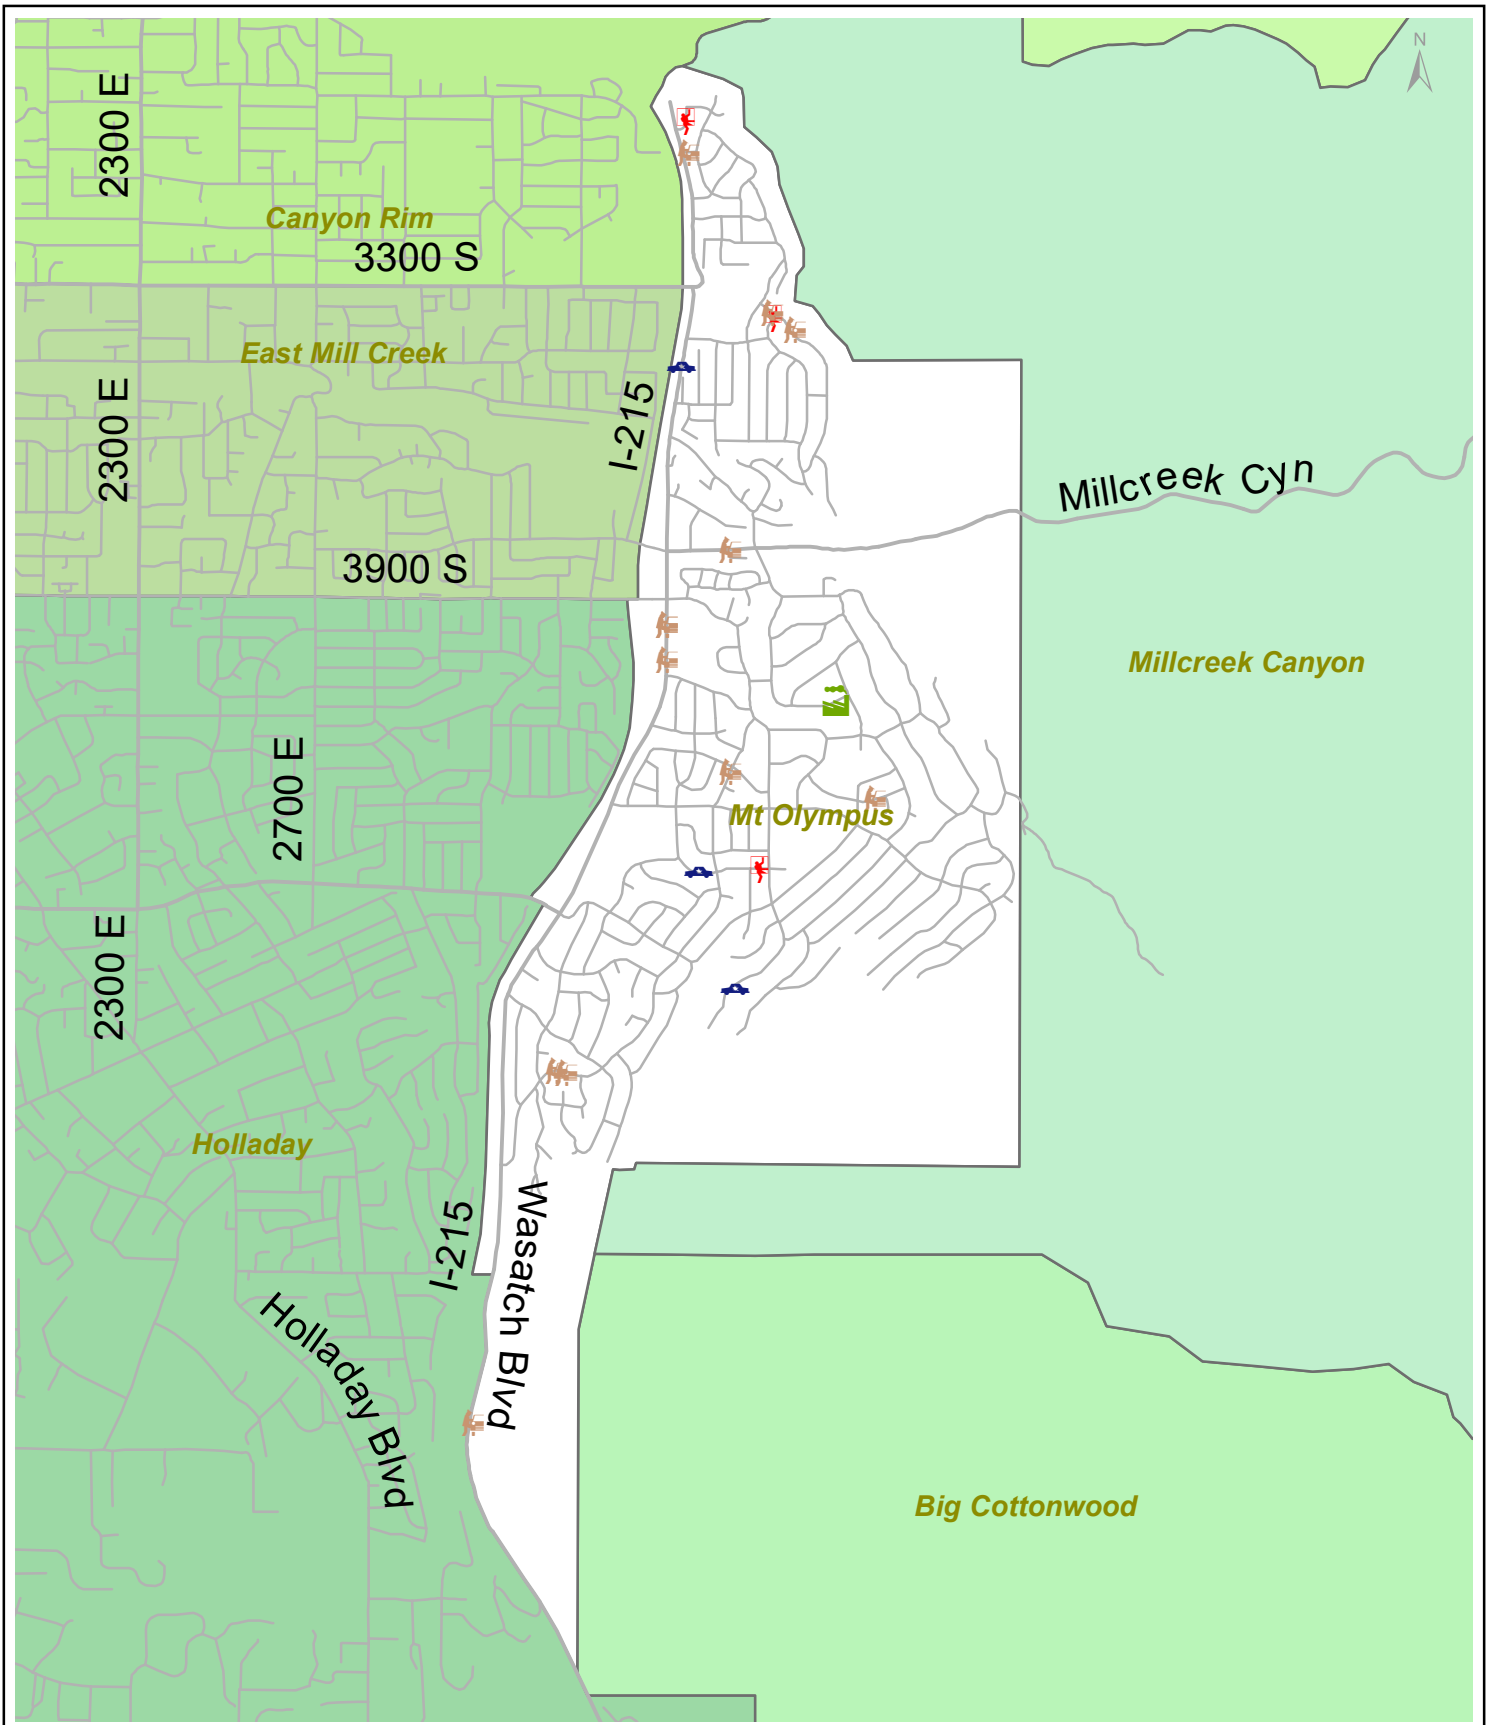 N
2300 E
Canyon Rim
3300 S
East Mill Creek
2300 E
I-215
Millcreek Cyn
3900 S
Millcreek Canyon
2700 E
Mt Olympus
2300 E
Holladay
I-215
Wasatch Blvd
Holladay Blvd
Big Cottonwood